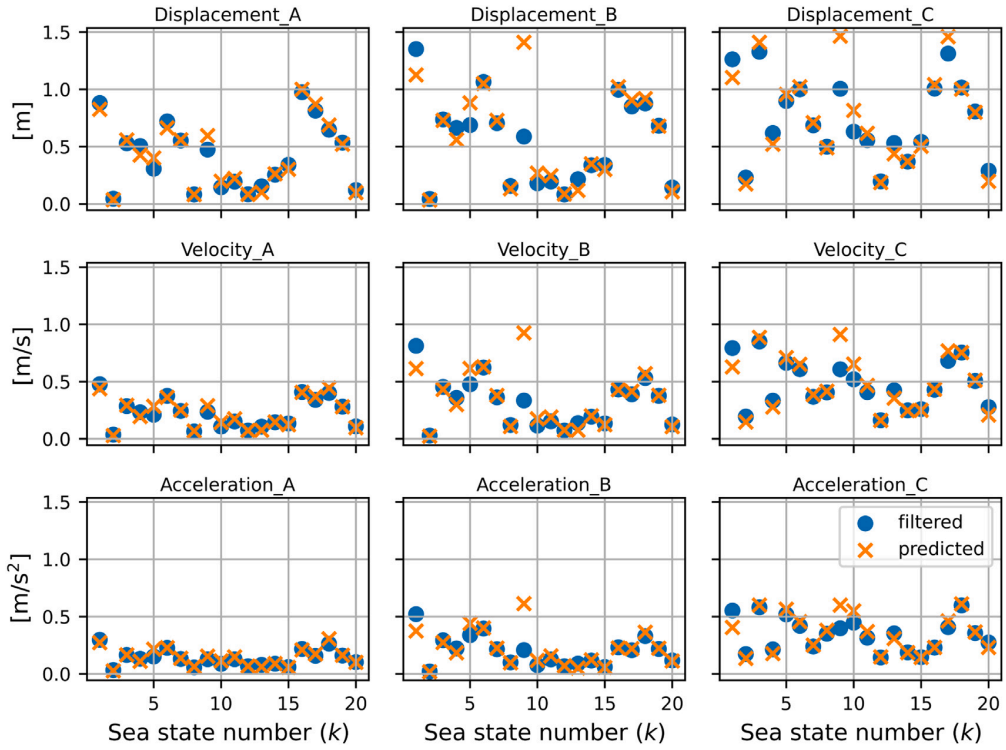 Displacement_A Displacement_B Displacement_C
1.5
1.0
0.5
0.0
[m]
Velocity_A Velocity_B Velocity_C
1.5
1.0
0.5
0.0
[m/s]
Acceleration_A Acceleration_B Acceleration_C
1.5
1.0
0.5
0.0
[m/s²]
filtered
predicted
5 10 15 20 5 10 15 20 5 10 15 20
Sea state number (k) Sea state number (k) Sea state number (k)